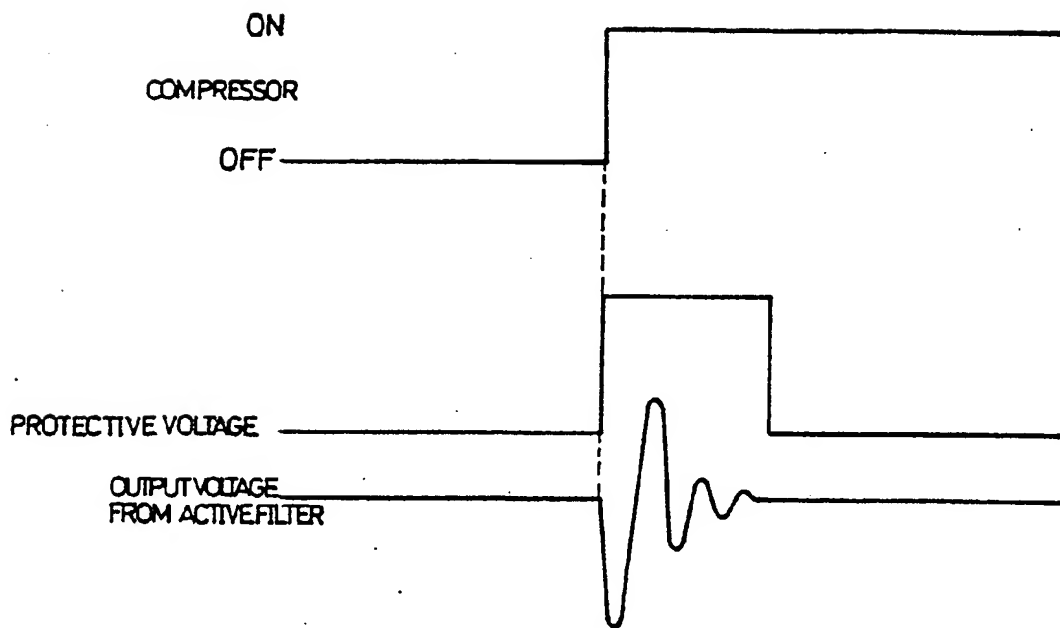 ON
COMPRESSOR
OFF
PROTECTIVE VOLTAGE
OUTPUT VOLTAGE
FROM ACTIVE FILTER